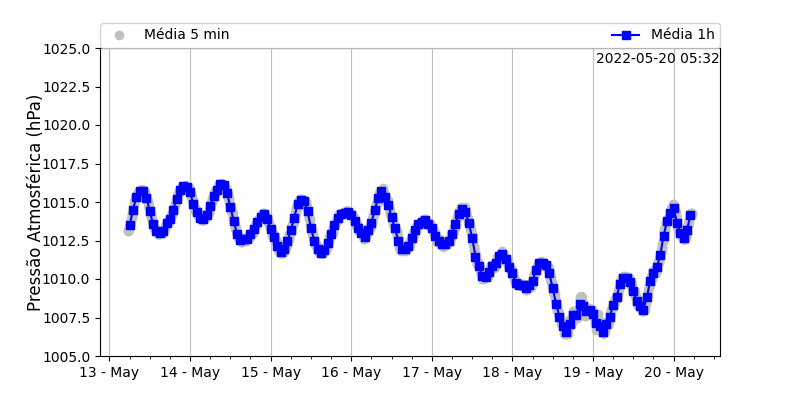 Média 5 min
Média 1h
2022-05-20 05:32
Pressão Atmosférica (hPa)
1025.0
1022.5
1020.0
1017.5
1015.0
1012.5
1010.0
1007.5
1005.0
13 - May 14 - May 15 - May 16 - May 17 - May 18 - May 19 - May 20 - May